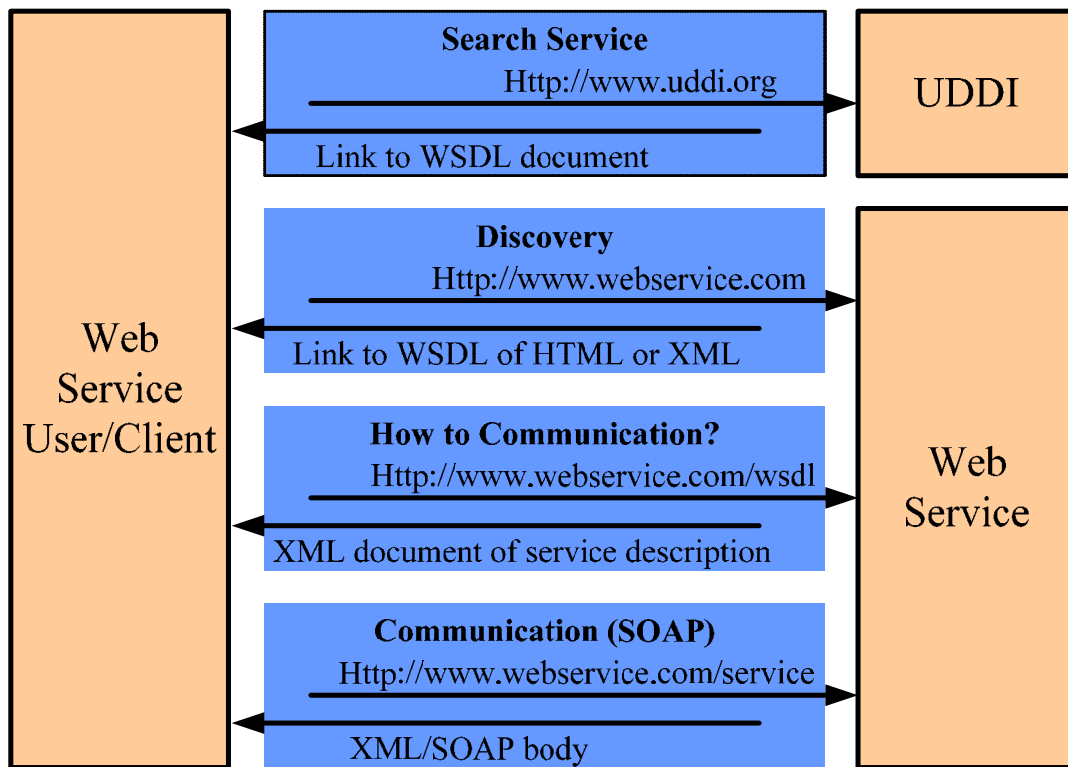 Search Service
Http://www.uddi.org
Link to WSDL document
UDDI
Discovery
Http://www.webservice.com
Link to WSDL of HTML or XML
Web
Service
User/Client
How to Communication?
Http://www.webservice.com/wsdl
XML document of service description
Web
Service
Communication (SOAP)
Http://www.webservice.com/service
XML/SOAP body